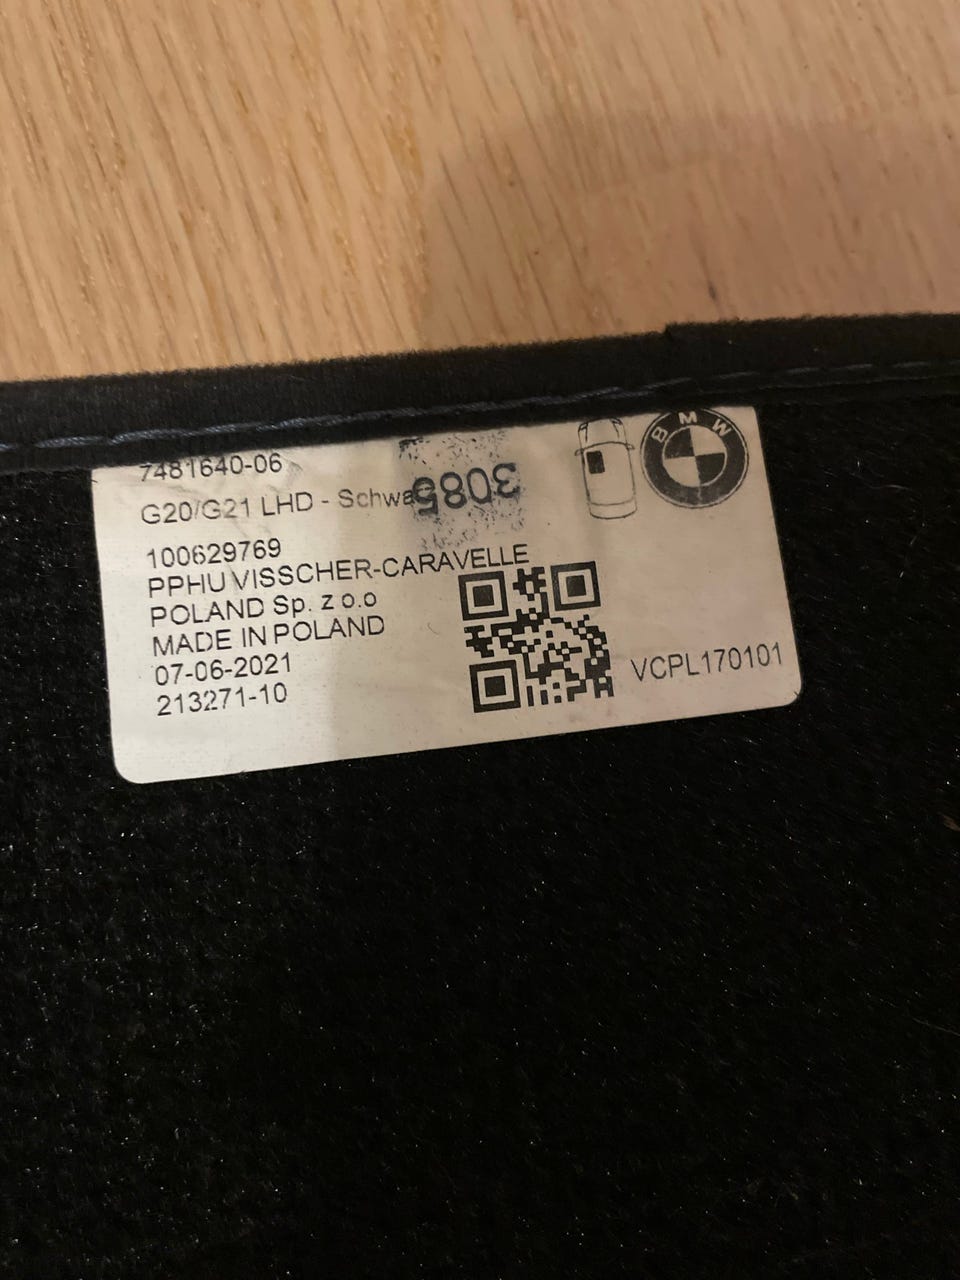 7481640-06
G20/G21 LHD - Schwa
3085
BMW
100629769
PPHU VISSCHER-CARAVELLE
POLAND Sp. z o.o
MADE IN POLAND
07-06-2021
213271-10
VCPL170101